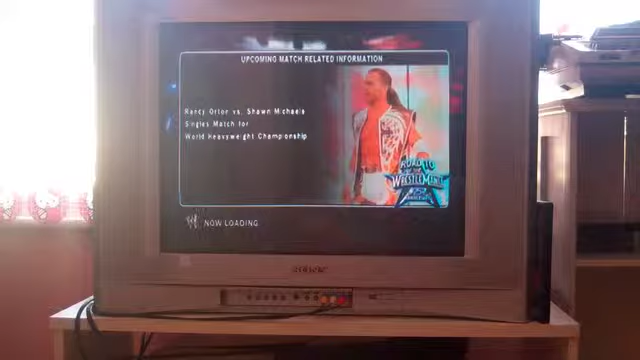 UPCOMING MATCH RELATED INFORMATION
Randy Orton vs. Shawn Michaels
Singles Match for
World Heavyweight Championship
ROAD TO
WRESTLEMANIA
NOW LOADING
SONY